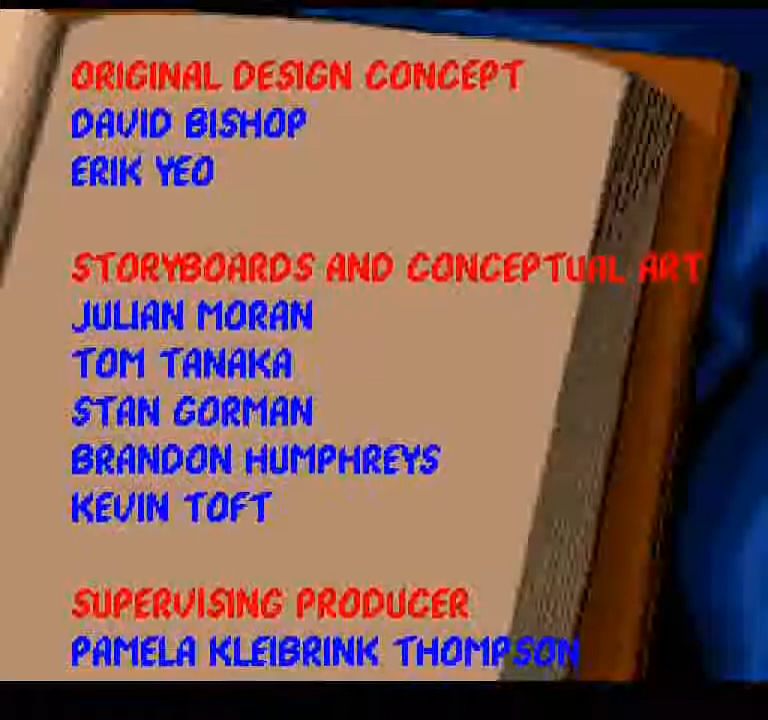 ORIGINAL DESIGN CONCEPT
DAVID BISHOP
ERIK YEO
STORYBOARDS AND CONCEPTUAL ART
JULIAN MORAN
TOM TANAKA
STAN GORMAN
BRANDON HUMPHREYS
KEVIN TOFT
SUPERVISING PRODUCER
PAMELA KLEIBRINK THOMPSON